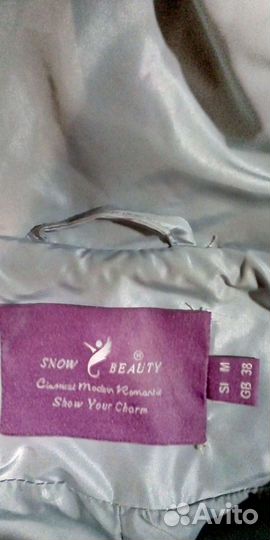 SNOW BEAUTY ®
Classical Modern Romantic
Show Your Charm
SI M
GB 38
Avito